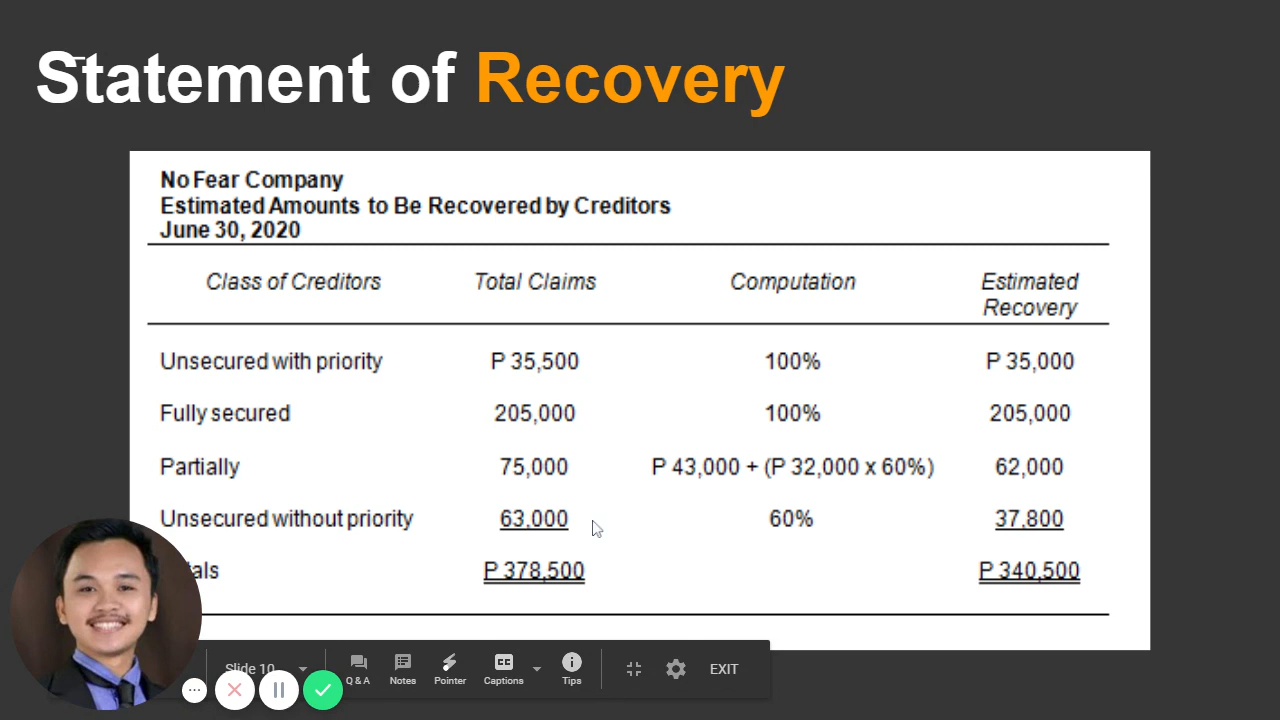 Statement of Recovery
No Fear Company
Estimated Amounts to Be Recovered by Creditors
June 30, 2020
Class of Creditors Total Claims Computation Estimated Recovery
Unsecured with priority P 35,500 100% P 35,000
Fully secured 205,000 100% 205,000
Partially 75,000 P 43,000 + (P 32,000 x 60%) 62,000
Unsecured without priority 63,000 60% 37,800
P 378,500 P 340,500
Slide 10 Q & A Notes Pointer CC Captions Tips EXIT